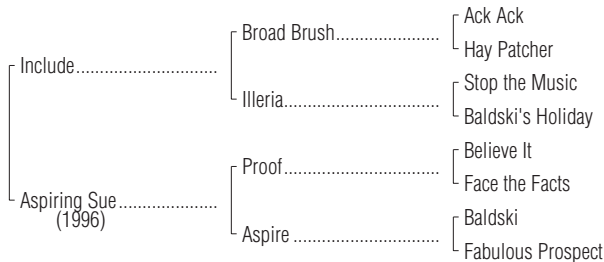 Ack Ack
Broad Brush
Hay Patcher
Include
Stop the Music
Illeria
Baldski's Holiday
Believe It
Proof
Face the Facts
Aspiring Sue
(1996)
Baldski
Aspire
Fabulous Prospect